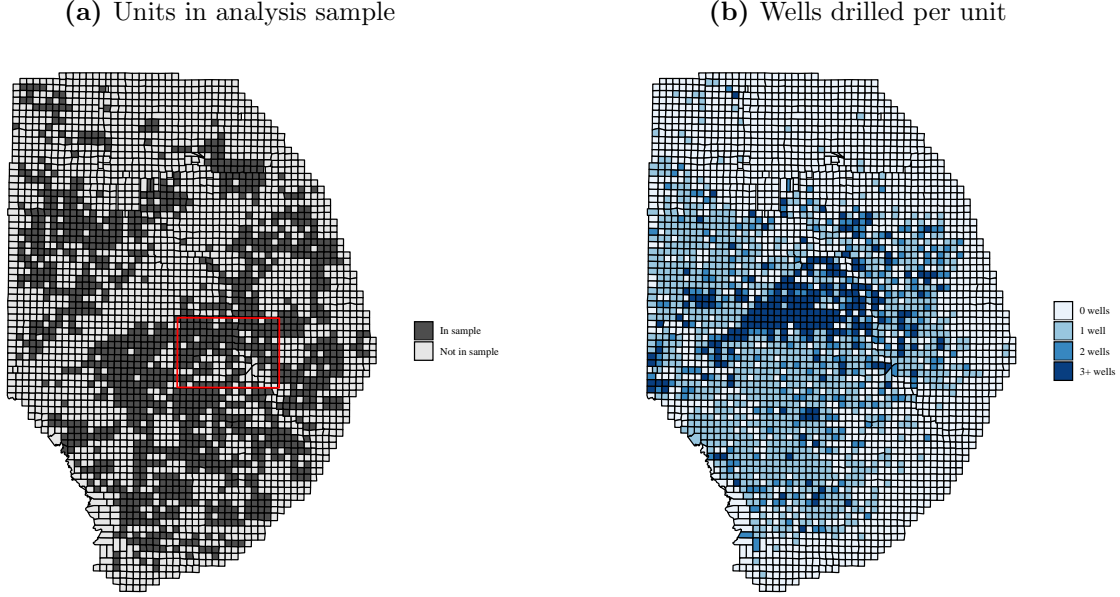 (a) Units in analysis sample
(b) Wells drilled per unit
In sample
Not in sample
0 wells
1 well
2 wells
3+ wells